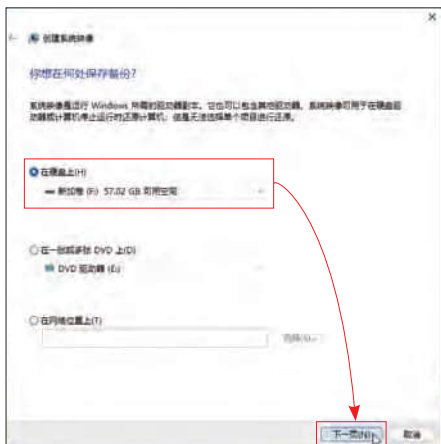 创建系统映像
你想在何处保存备份?
系统映像是运行 Windows 所需的驱动器副本。它也可以包含其他驱动器。系统映像可用于在硬盘驱
动器或计算机停止运行时还原计算机；但是无法选择单个项目进行还原。
在硬盘上(H)
新加卷 (F:) 57.02 GB 可用空间
在一张或多张 DVD 上(D)
DVD 驱动器 (E:)
在网络位置上(T)
选择(S)...
下一页(N)
取消